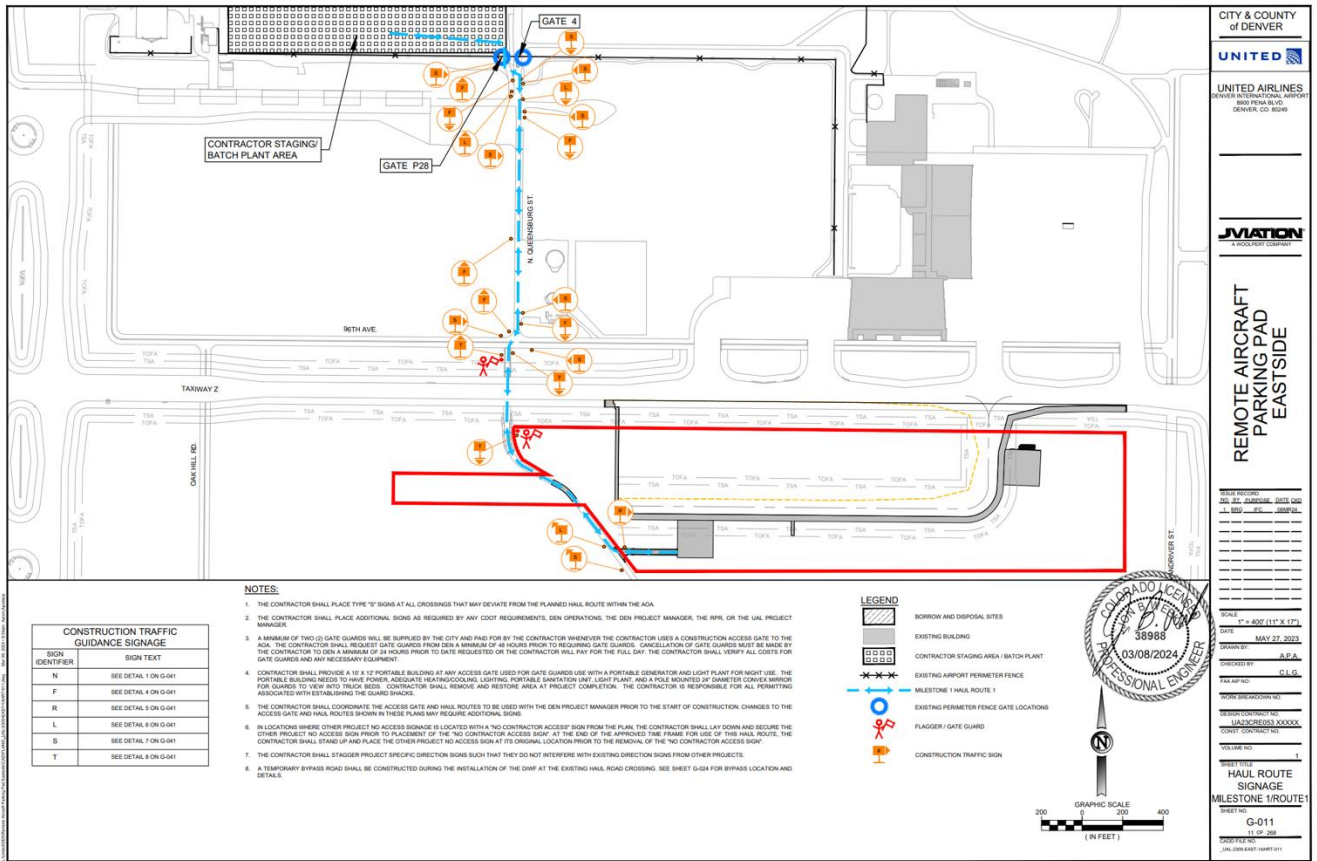 GATE 4
CONTRACTOR STAGING/
BATCH PLANT AREA
GATE P28
N. QUEENSBURG ST.
96TH AVE.
TAXIWAY Z
OAK HILL RD.
TOFA
TSA
CONSTRUCTION TRAFFIC
GUIDANCE SIGNAGE
SIGN IDENTIFIER SIGN TEXT
N SEE DETAIL 1 ON G-041
F SEE DETAIL 4 ON G-041
R SEE DETAIL 5 ON G-041
L SEE DETAIL 6 ON G-041
S SEE DETAIL 7 ON G-041
T SEE DETAIL 8 ON G-041
NOTES:
1. THE CONTRACTOR SHALL PLACE TYPE "S" SIGNS AT ALL CROSSINGS THAT MAY DEVIATE FROM THE PLANNED HAUL ROUTE WITHIN THE AOA.
2. THE CONTRACTOR SHALL PLACE ADDITIONAL SIGNS AS REQUIRED BY ANY CDOT REQUIREMENTS, DEN OPERATIONS, THE DEN PROJECT MANAGER, THE RPR, OR THE UAL PROJECT
MANAGER.
3. A MINIMUM OF TWO (2) GATE GUARDS WILL BE SUPPLIED BY THE CITY AND PAID FOR BY THE CONTRACTOR WHENEVER THE CONTRACTOR USES A CONSTRUCTION ACCESS GATE TO THE
AOA. THE CONTRACTOR SHALL REQUEST GATE GUARDS FROM DEN A MINIMUM OF 48 HOURS PRIOR TO REQUIRING GATE GUARDS. CANCELLATION OF GATE GUARDS MUST BE MADE BY
THE CONTRACTOR TO DEN A MINIMUM OF 24 HOURS PRIOR TO DATE REQUESTED OR THE CONTRACTOR WILL PAY FOR THE FULL DAY. THE CONTRACTOR SHALL VERIFY ALL COSTS FOR
GATE GUARDS AND ANY NECESSARY EQUIPMENT.
4. CONTRACTOR SHALL PROVIDE A 10' X 12' PORTABLE BUILDING AT ANY ACCESS GATE USED FOR GATE GUARDS USE WITH A PORTABLE GENERATOR AND LIGHT PLANT FOR NIGHT USE. THE
PORTABLE BUILDING NEEDS TO HAVE POWER, ADEQUATE HEATING/COOLING, LIGHTING, PORTABLE SANITATION UNIT, LIGHT PLANT, AND A POLE MOUNTED 24" DIAMETER CONVEX MIRROR
FOR GUARDS TO VIEW INTO TRUCK BEDS. CONTRACTOR SHALL REMOVE AND RESTORE AREA AT PROJECT COMPLETION. THE CONTRACTOR IS RESPONSIBLE FOR ALL PERMITTING
ASSOCIATED WITH ESTABLISHING THE GUARD SHACKS.
5. THE CONTRACTOR SHALL COORDINATE THE ACCESS GATE AND HAUL ROUTES TO BE USED WITH THE DEN PROJECT MANAGER PRIOR TO THE START OF CONSTRUCTION. CHANGES TO THE
ACCESS GATE AND HAUL ROUTES SHOWN IN THESE PLANS MAY REQUIRE ADDITIONAL SIGNS.
6. IN LOCATIONS WHERE OTHER PROJECT NO ACCESS SIGNAGE IS LOCATED WITH A "NO CONTRACTOR ACCESS" SIGN FROM THE PLAN, THE CONTRACTOR SHALL LAY DOWN AND SECURE THE
OTHER PROJECT NO ACCESS SIGN PRIOR TO PLACEMENT OF THE "NO CONTRACTOR ACCESS SIGN". AT THE END OF THE APPROVED TIME FRAME FOR USE OF THIS HAUL ROUTE, THE
CONTRACTOR SHALL STAND UP AND PLACE THE OTHER PROJECT NO ACCESS SIGN AT ITS ORIGINAL LOCATION PRIOR TO THE REMOVAL OF THE "NO CONTRACTOR ACCESS SIGN".
7. THE CONTRACTOR SHALL STAGGER PROJECT SPECIFIC DIRECTION SIGNS SUCH THAT THEY DO NOT INTERFERE WITH EXISTING DIRECTION SIGNS FROM OTHER PROJECTS.
8. A TEMPORARY BYPASS ROAD SHALL BE CONSTRUCTED DURING THE INSTALLATION OF THE DIWF AT THE EXISTING HAUL ROAD CROSSING. SEE SHEET G-024 FOR BYPASS LOCATION AND
DETAILS.
LEGEND
BORROW AND DISPOSAL SITES
EXISTING BUILDING
CONTRACTOR STAGING AREA / BATCH PLANT
EXISTING AIRPORT PERIMETER FENCE
MILESTONE 1 HAUL ROUTE 1
EXISTING PERIMETER FENCE GATE LOCATIONS
FLAGGER / GATE GUARD
CONSTRUCTION TRAFFIC SIGN
COLORADO LICENSED
38988
03/08/2024
PROFESSIONAL ENGINEER
N
GRAPHIC SCALE
200 0 200 400
( IN FEET )
CITY & COUNTY
of DENVER
UNITED
UNITED AIRLINES
DENVER INTERNATIONAL AIRPORT
8900 PENA BLVD.
DENVER, CO. 80249
JVIATION
A WOOLPERT COMPANY
REMOTE AIRCRAFT
PARKING PAD
EASTSIDE
ISSUE RECORD
NO. BY PURPOSE DATE CKD
1 BRG IFC 08MR24
SCALE
1" = 400' (11" X 17")
DATE
MAY 27, 2023
DRAWN BY:
A.P.A.
CHECKED BY:
C.L.G.
FAA AIP NO:
WORK BREAKDOWN NO.
DESIGN CONTRACT NO.
UA23CRE053 XXXXX
CONST. CONTRACT NO.
VOLUME NO.
1
SHEET TITLE
HAUL ROUTE
SIGNAGE
MILESTONE 1/ROUTE1
SHEET NO.
G-011
11 OF 268
CADD FILE NO.